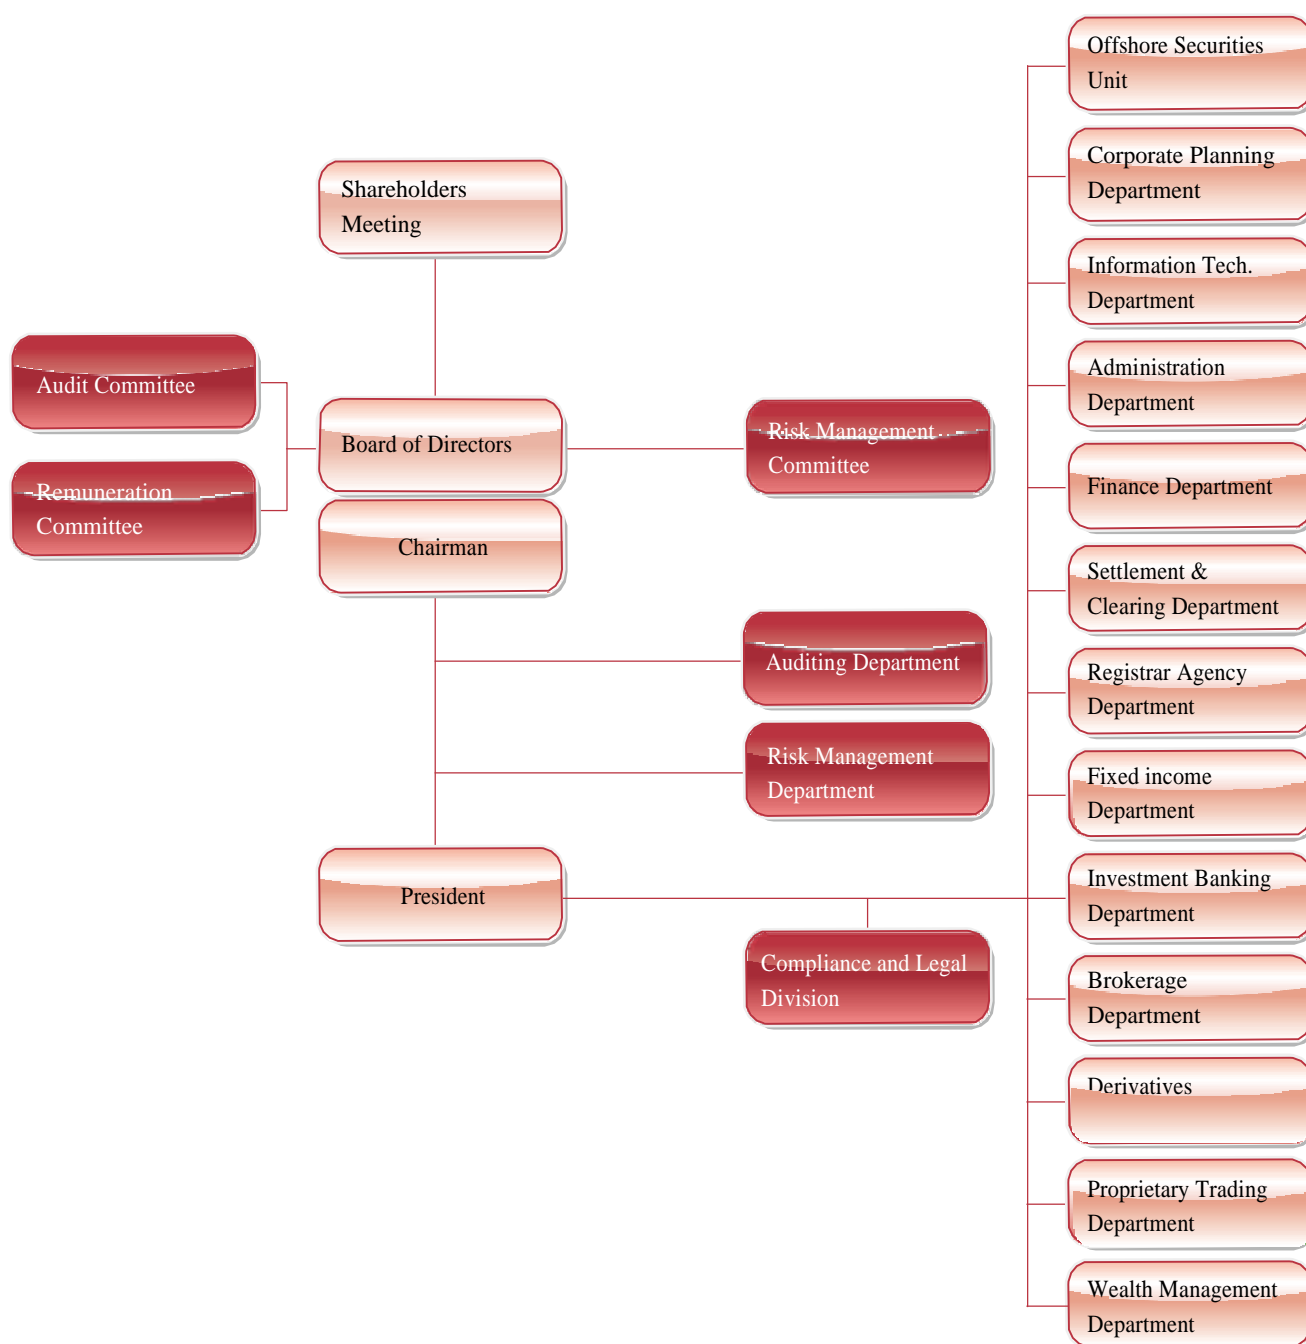 Shareholders
Meeting
Audit Committee
Remuneration
Committee
Board of Directors
Chairman
Risk Management
Committee
Auditing Department
Risk Management
Department
President
Compliance and Legal
Division
Offshore Securities
Unit
Corporate Planning
Department
Information Tech.
Department
Administration
Department
Finance Department
Settlement &
Clearing Department
Registrar Agency
Department
Fixed income
Department
Investment Banking
Department
Brokerage
Department
Derivatives
Proprietary Trading
Department
Wealth Management
Department